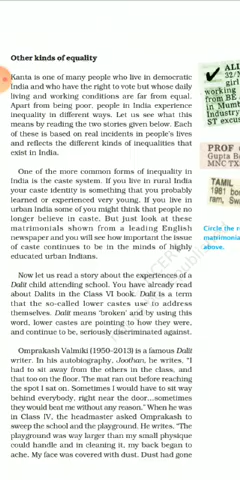 Other kinds of equality
Kanta is one of many people who live in democratic
India and who have the right to vote but whose daily
living and working conditions are far from equal.
Apart from being poor, people in India experience
inequality in different ways. Let us see what this
means by reading the two stories given below. Each
of these is based on real incidents in people's lives
and reflects the different kinds of inequalities that
exist in India.
One of the more common forms of inequality in
India is the caste system. If you live in rural India
your caste identity is something that you probably
learned or experienced very young. If you live in
urban India some of you might think that people no
longer believe in caste. But just look at these
matrimonials shown from a leading English
newspaper and you will see how important the issue
of caste continues to be in the minds of highly
educated urban Indians.
Now let us read a story about the experiences of a
Dalit child attending school. You have already read
about Dalits in the Class VI book. Dalit is a term
that the so-called lower castes use to address
themselves. Dalit means 'broken' and by using this
word, lower castes are pointing to how they were,
and continue to be, seriously discriminated against.
Omprakash Valmiki (1950-2013) is a famous Dalit
writer. In his autobiography, Joothan, he writes, "I
had to sit away from the others in the class, and
that too on the floor. The mat ran out before reaching
the spot I sat on. Sometimes I would have to sit way
behind everybody, right near the door...sometimes
they would beat me without any reason." When he was
in Class IV, the headmaster asked Omprakash to
sweep the school and the playground. He writes, "The
playground was way larger than my small physique
could handle and in cleaning it, my back began to
ache. My face was covered with dust. Dust had gone
ALI
32/
girl
working
from BE
in Mumb
Industry
ST excus
PROF
Gupta B
MNC TX
TAMIL
1981 bo
ram, Sw
Circle the r
matrimonia
above.